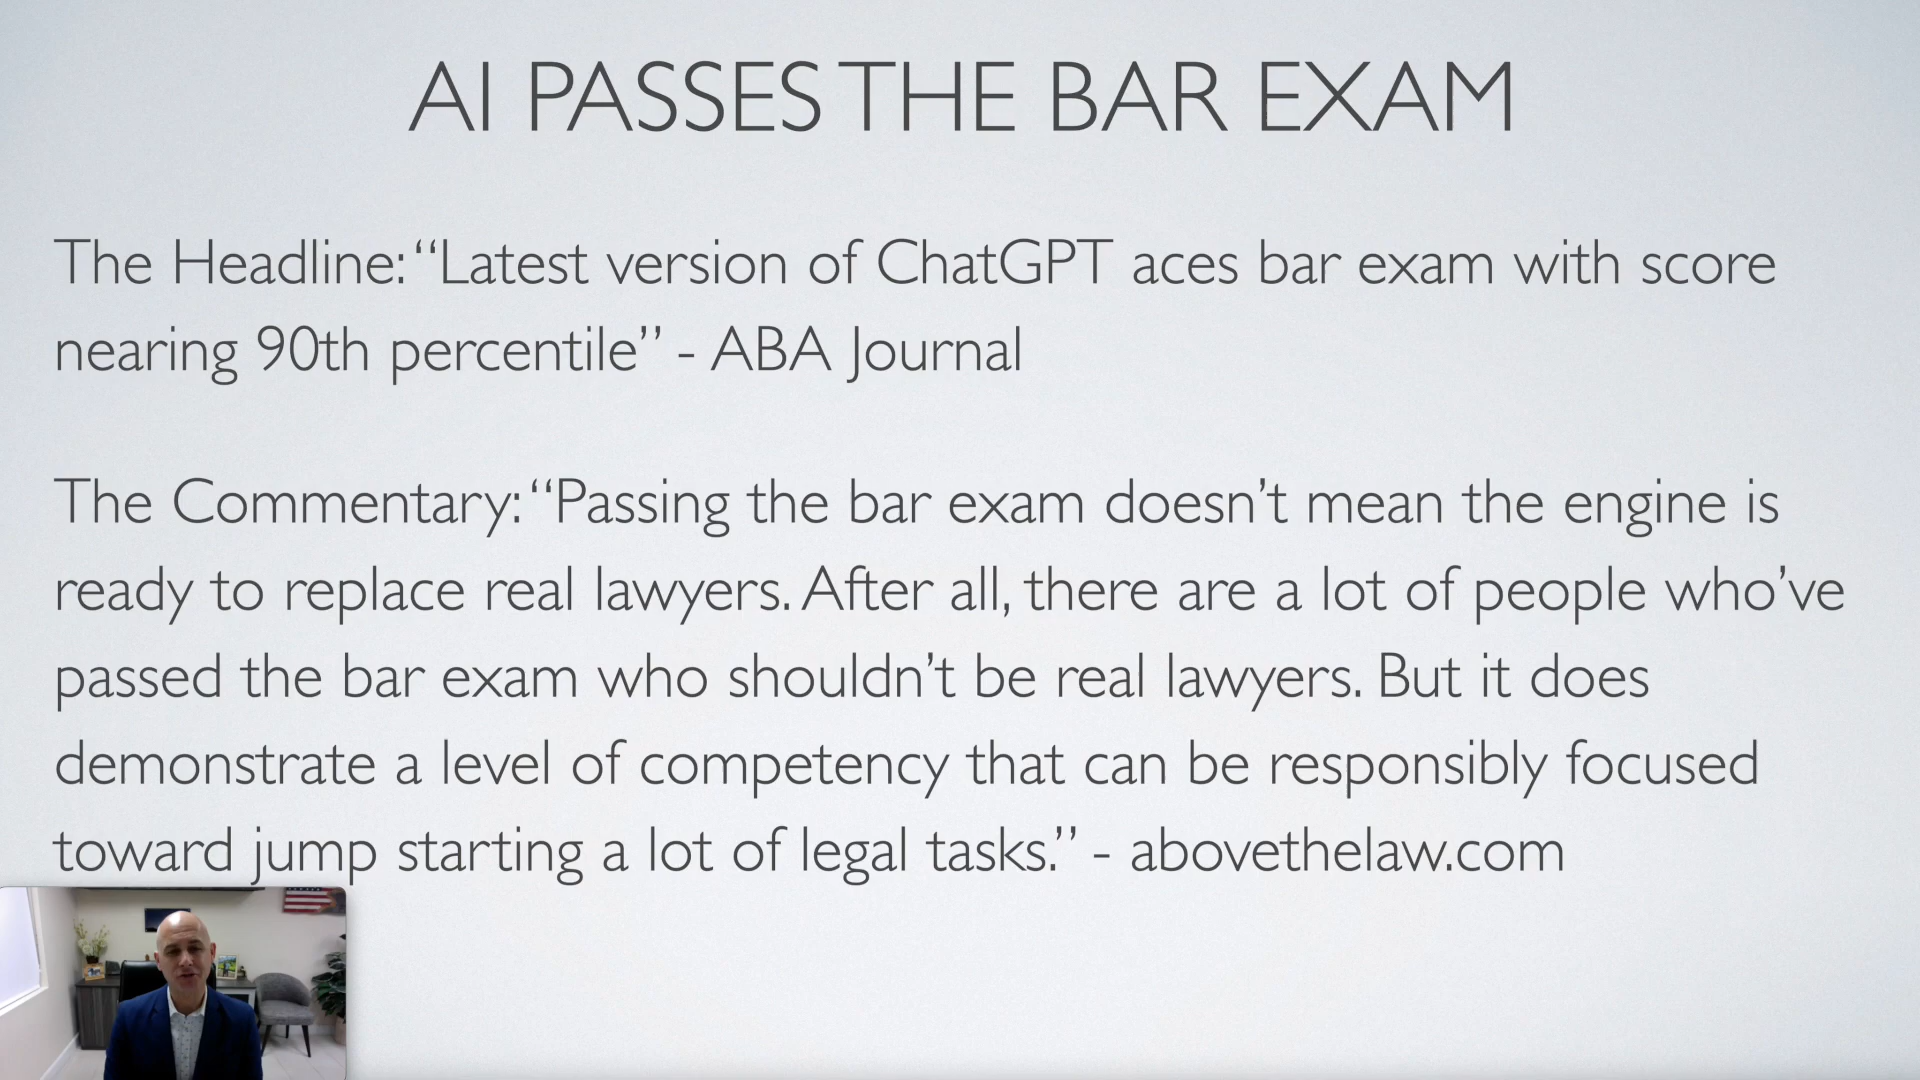 AI PASSES THE BAR EXAM
The Headline: “Latest version of ChatGPT aces bar exam with score
nearing 90th percentile” - ABA Journal
The Commentary: “Passing the bar exam doesn’t mean the engine is
ready to replace real lawyers. After all, there are a lot of people who’ve
passed the bar exam who shouldn’t be real lawyers. But it does
demonstrate a level of competency that can be responsibly focused
toward jump starting a lot of legal tasks.” - abovethelaw.com